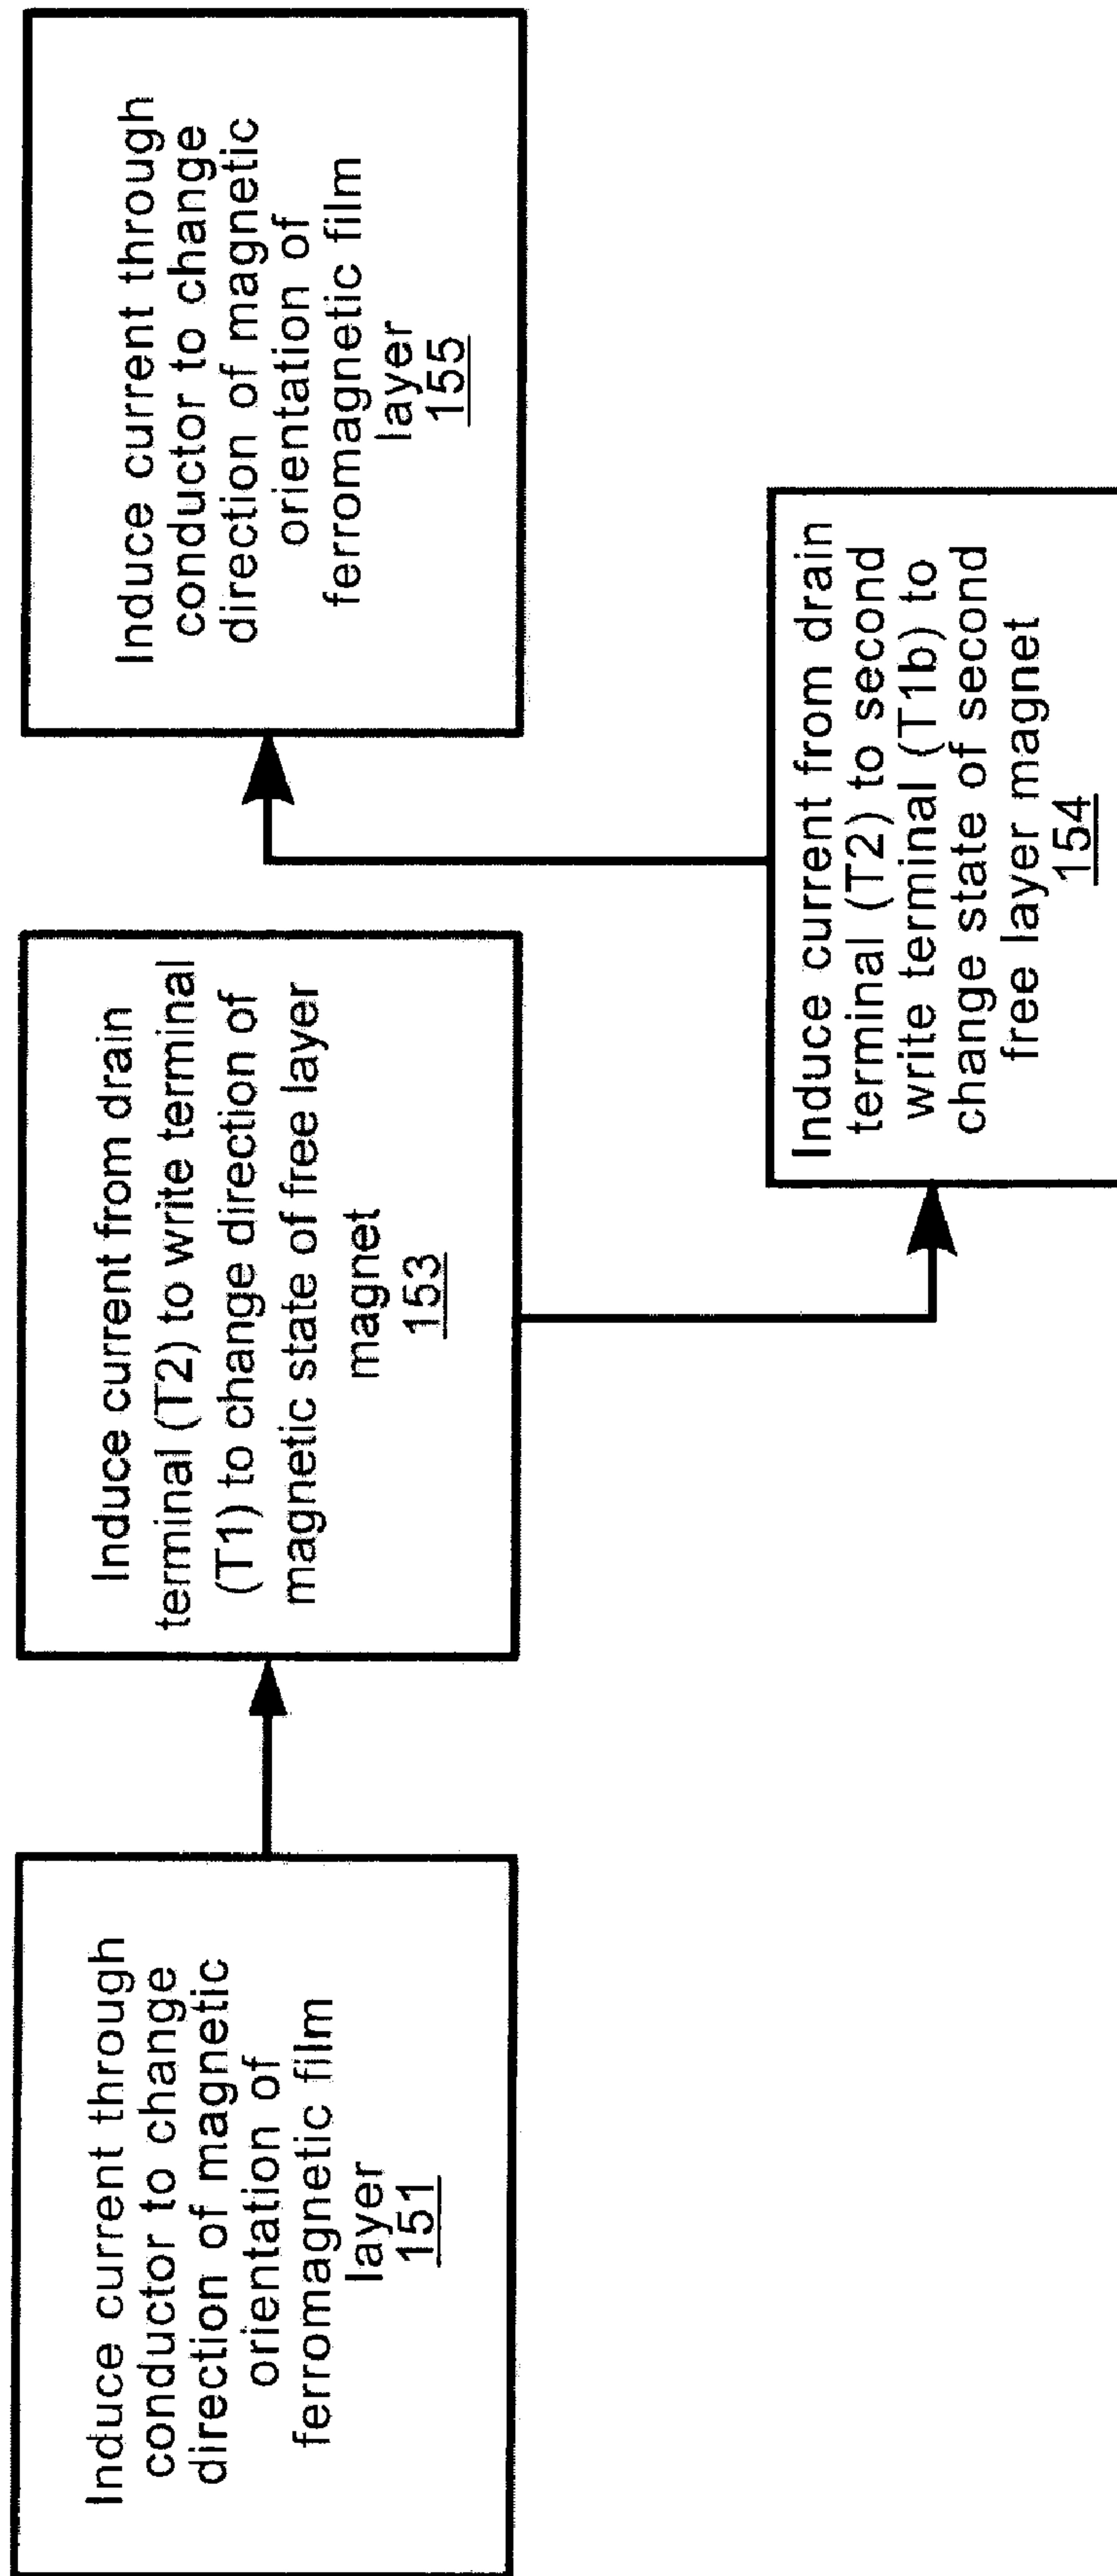 Induce current through
conductor to change
direction of magnetic
orientation of
ferromagnetic film
layer
151
Induce current from drain
terminal (T2) to write terminal
(T1) to change direction of
magnetic state of free layer
magnet
153
Induce current from drain
terminal (T2) to second
write terminal (T1b) to
change state of second
free layer magnet
154
Induce current through
conductor to change
direction of magnetic
orientation of
ferromagnetic film
layer
155